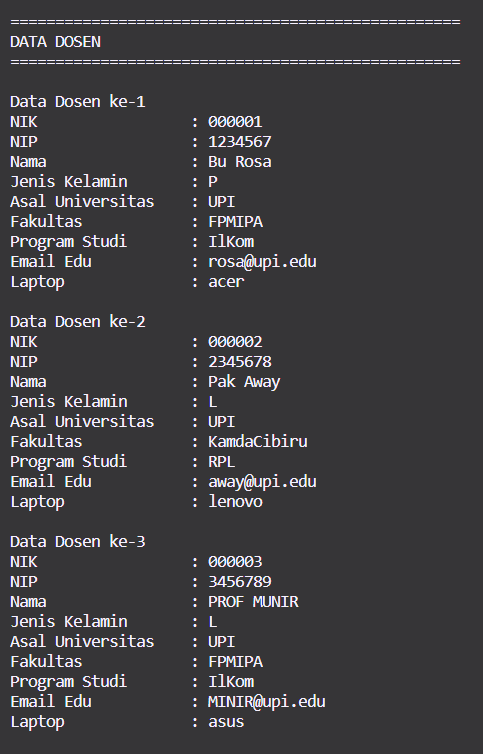 ==================================================
DATA DOSEN
==================================================
Data Dosen ke-1
NIK : 000001
NIP : 1234567
Nama : Bu Rosa
Jenis Kelamin : P
Asal Universitas : UPI
Fakultas : FPMIPA
Program Studi : IlKom
Email Edu : rosa@upi.edu
Laptop : acer
Data Dosen ke-2
NIK : 000002
NIP : 2345678
Nama : Pak Away
Jenis Kelamin : L
Asal Universitas : UPI
Fakultas : KamdaCibiru
Program Studi : RPL
Email Edu : away@upi.edu
Laptop : lenovo
Data Dosen ke-3
NIK : 000003
NIP : 3456789
Nama : PROF MUNIR
Jenis Kelamin : L
Asal Universitas : UPI
Fakultas : FPMIPA
Program Studi : IlKom
Email Edu : MINIR@upi.edu
Laptop : asus